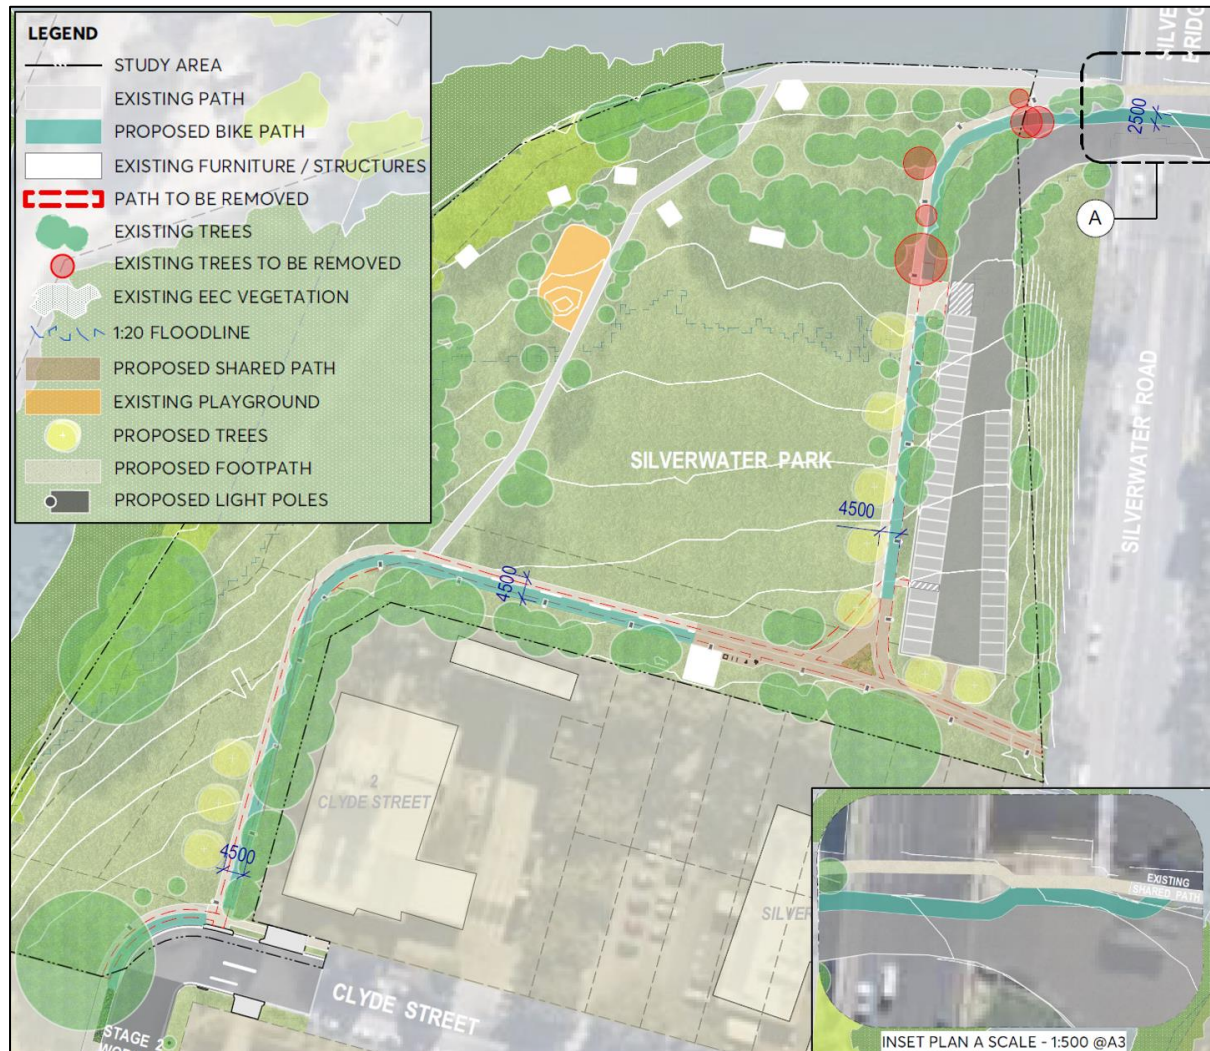 LEGEND
STUDY AREA
EXISTING PATH
PROPOSED BIKE PATH
EXISTING FURNITURE / STRUCTURES
PATH TO BE REMOVED
EXISTING TREES
EXISTING TREES TO BE REMOVED
EXISTING EEC VEGETATION
1:20 FLOODLINE
PROPOSED SHARED PATH
EXISTING PLAYGROUND
PROPOSED TREES
PROPOSED FOOTPATH
PROPOSED LIGHT POLES
2500
A
SILVERWATER PARK
SILVERWATER ROAD
4500
4500
4500
2
CLYDE STREET
CLYDE STREET
STAGE 2
EXISTING
SHARED PATH
INSET PLAN A SCALE - 1:500 @A3